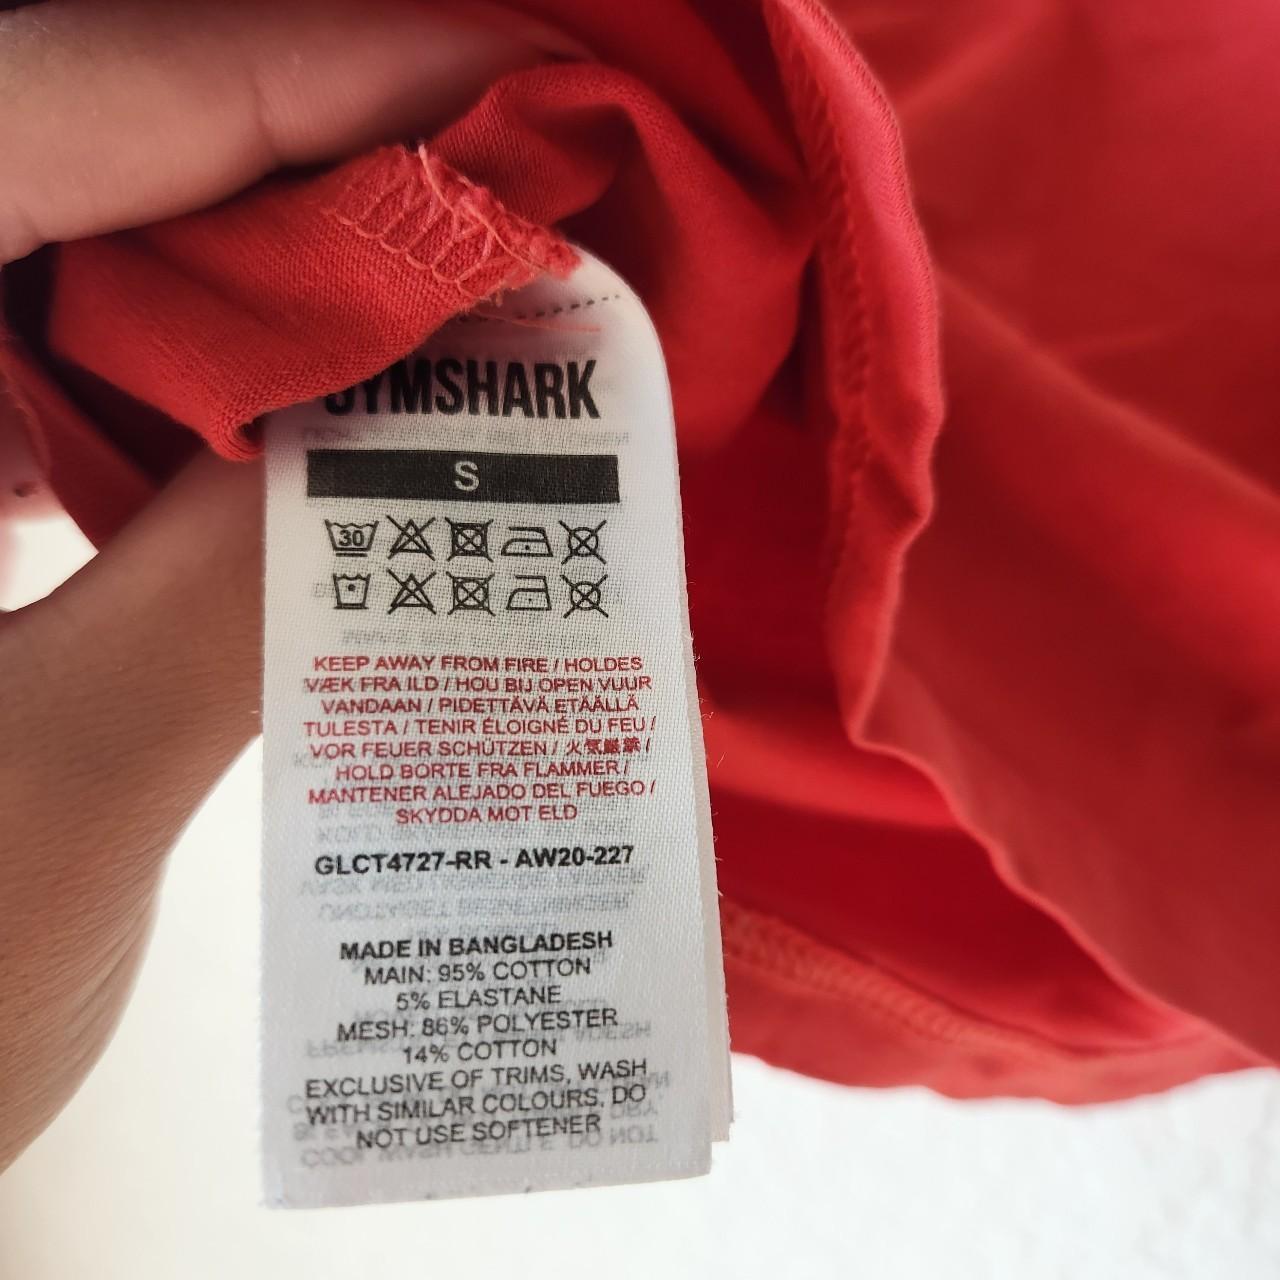 GYMSHARK
S
30
KEEP AWAY FROM FIRE / HOLDES
VÆK FRA ILD / HOU BIJ OPEN VUUR
VANDAAN / PIDETTÄVÄ ETÄÄLLÄ
TULESTA / TENIR ÉLOIGNÉ DU FEU /
VOR FEUER SCHÜTZEN / 火気厳禁 /
HOLD BORTE FRA FLAMMER /
MANTENER ALEJADO DEL FUEGO /
SKYDDA MOT ELD
GLCT4727-RR - AW20-227
MADE IN BANGLADESH
MAIN: 95% COTTON
5% ELASTANE
MESH: 86% POLYESTER
14% COTTON
EXCLUSIVE OF TRIMS, WASH
WITH SIMILAR COLOURS, DO
NOT USE SOFTENER